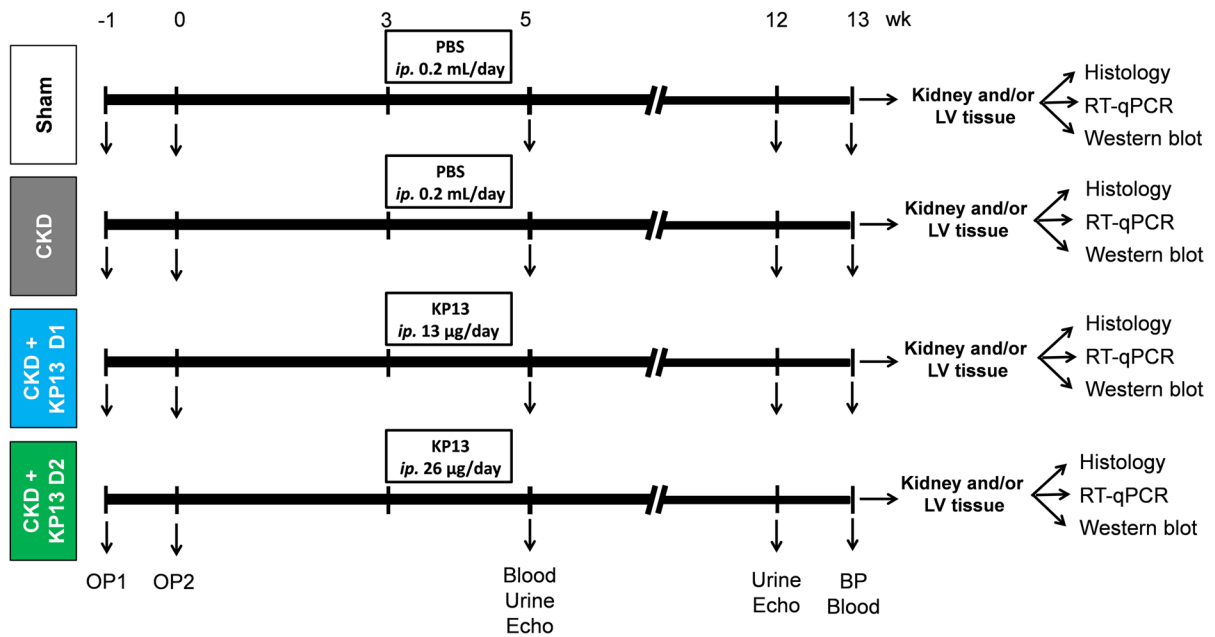 -1 0 3 5 12 13 wk
Sham
PBS
ip. 0.2 mL/day
Kidney and/or
LV tissue
Histology
RT-qPCR
Western blot
CKD
PBS
ip. 0.2 mL/day
Kidney and/or
LV tissue
Histology
RT-qPCR
Western blot
CKD +
KP13 D1
KP13
ip. 13 µg/day
Kidney and/or
LV tissue
Histology
RT-qPCR
Western blot
CKD +
KP13 D2
KP13
ip. 26 µg/day
Kidney and/or
LV tissue
Histology
RT-qPCR
Western blot
OP1
OP2
Blood
Urine
Echo
Urine
Echo
BP
Blood